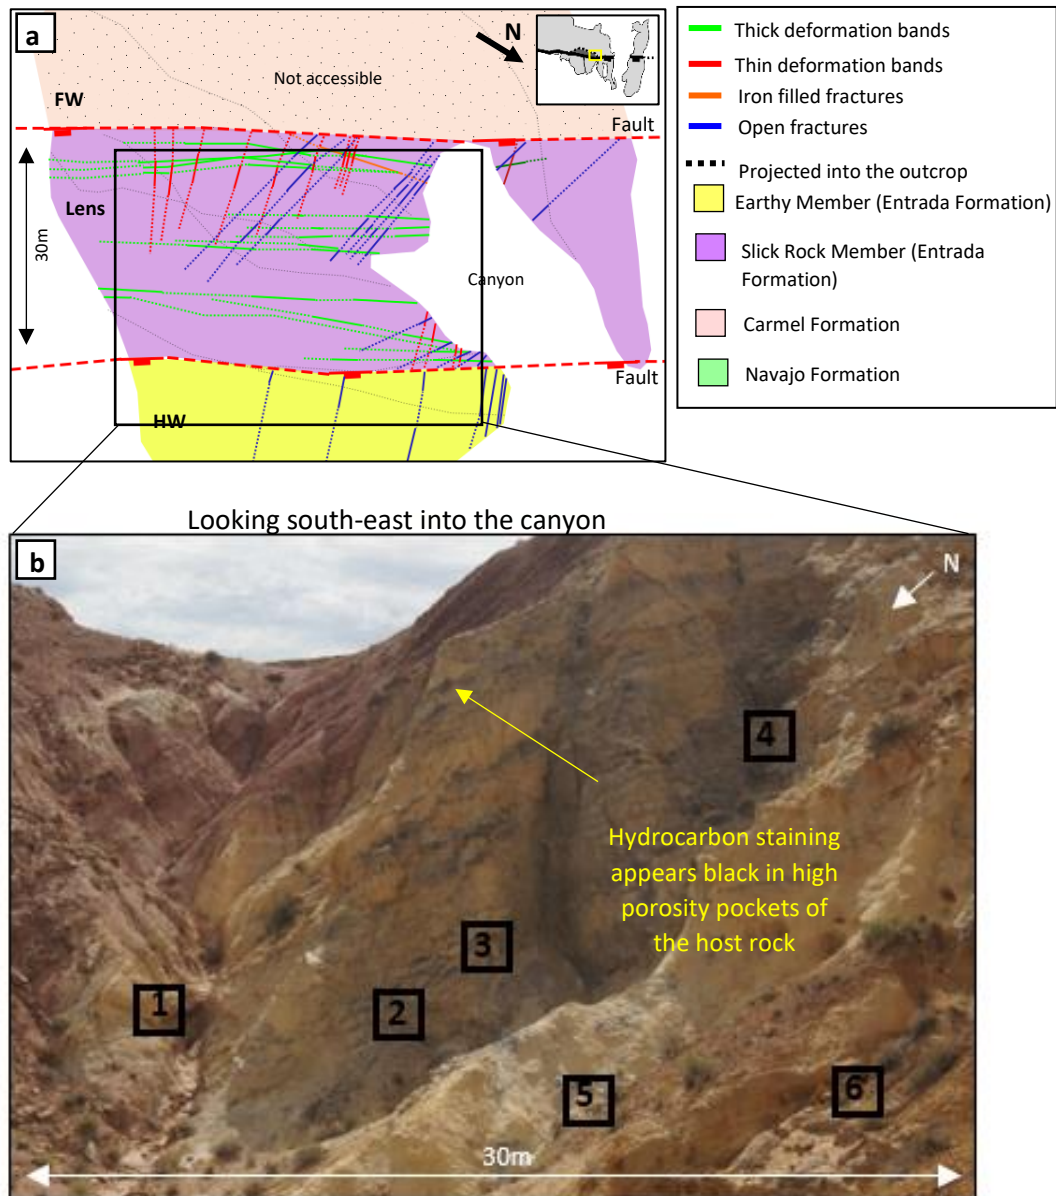 a
N
Not accessible
FW
Fault
Lens
30m
Canyon
Fault
HW
Thick deformation bands
Thin deformation bands
Iron filled fractures
Open fractures
Projected into the outcrop
Earthy Member (Entrada Formation)
Slick Rock Member (Entrada
Formation)
Carmel Formation
Navajo Formation
Looking south-east into the canyon
b
N
4
Hydrocarbon staining
appears black in high
porosity pockets of
the host rock
3
1
2
5
6
30m